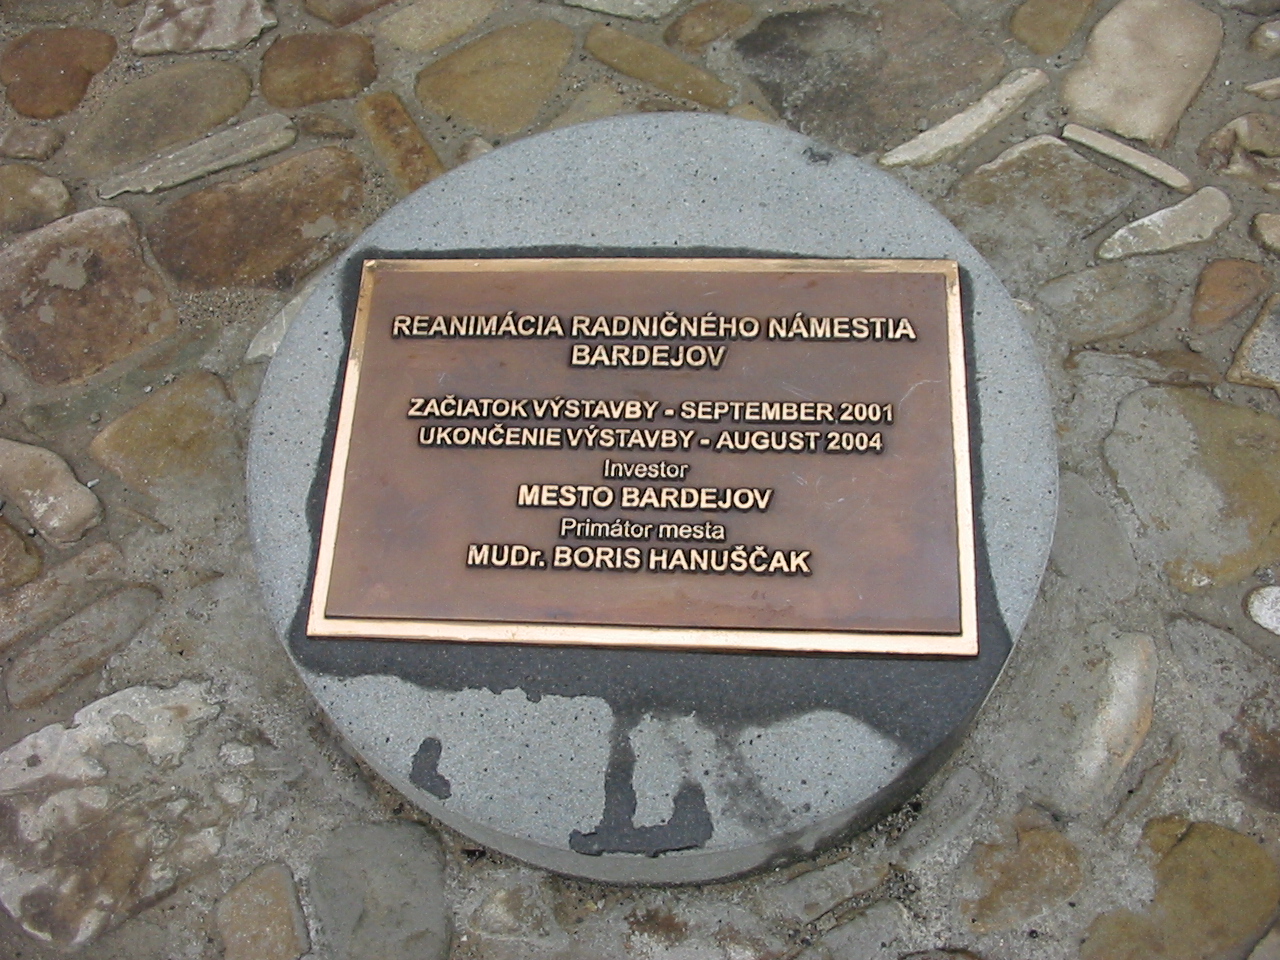 REANIMÁCIA RADNIČNÉHO NÁMESTIA
BARDEJOV
ZAČIATOK VÝSTAVBY - SEPTEMBER 2001
UKONČENIE VÝSTAVBY - AUGUST 2004
Investor
MESTO BARDEJOV
Primátor mesta
MUDr. BORIS HANUŠČAK